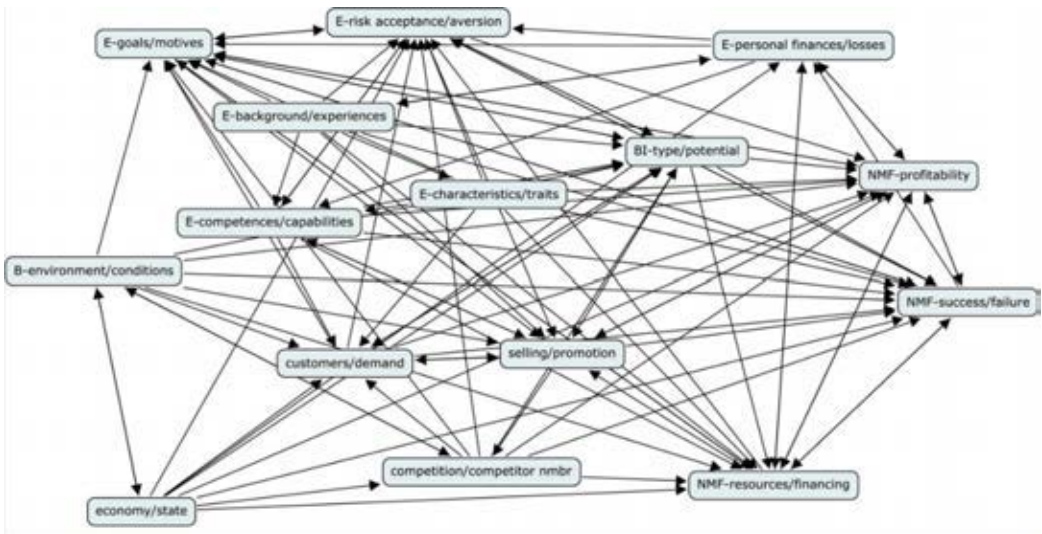 E-risk acceptance/aversion
E-goals/motives
E-personal finances/losses
E-background/experiences
BI-type/potential
NMF-profitability
E-characteristics/traits
E-competences/capabilities
B-environment/conditions
NMF-success/failure
selling/promotion
customers/demand
competition/competitor nmbr
NMF-resources/financing
economy/state